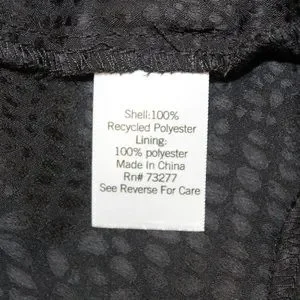 Shell:100%
Recycled Polyester
Lining:
100% polyester
Made In China
Rn# 73277
See Reverse For Care